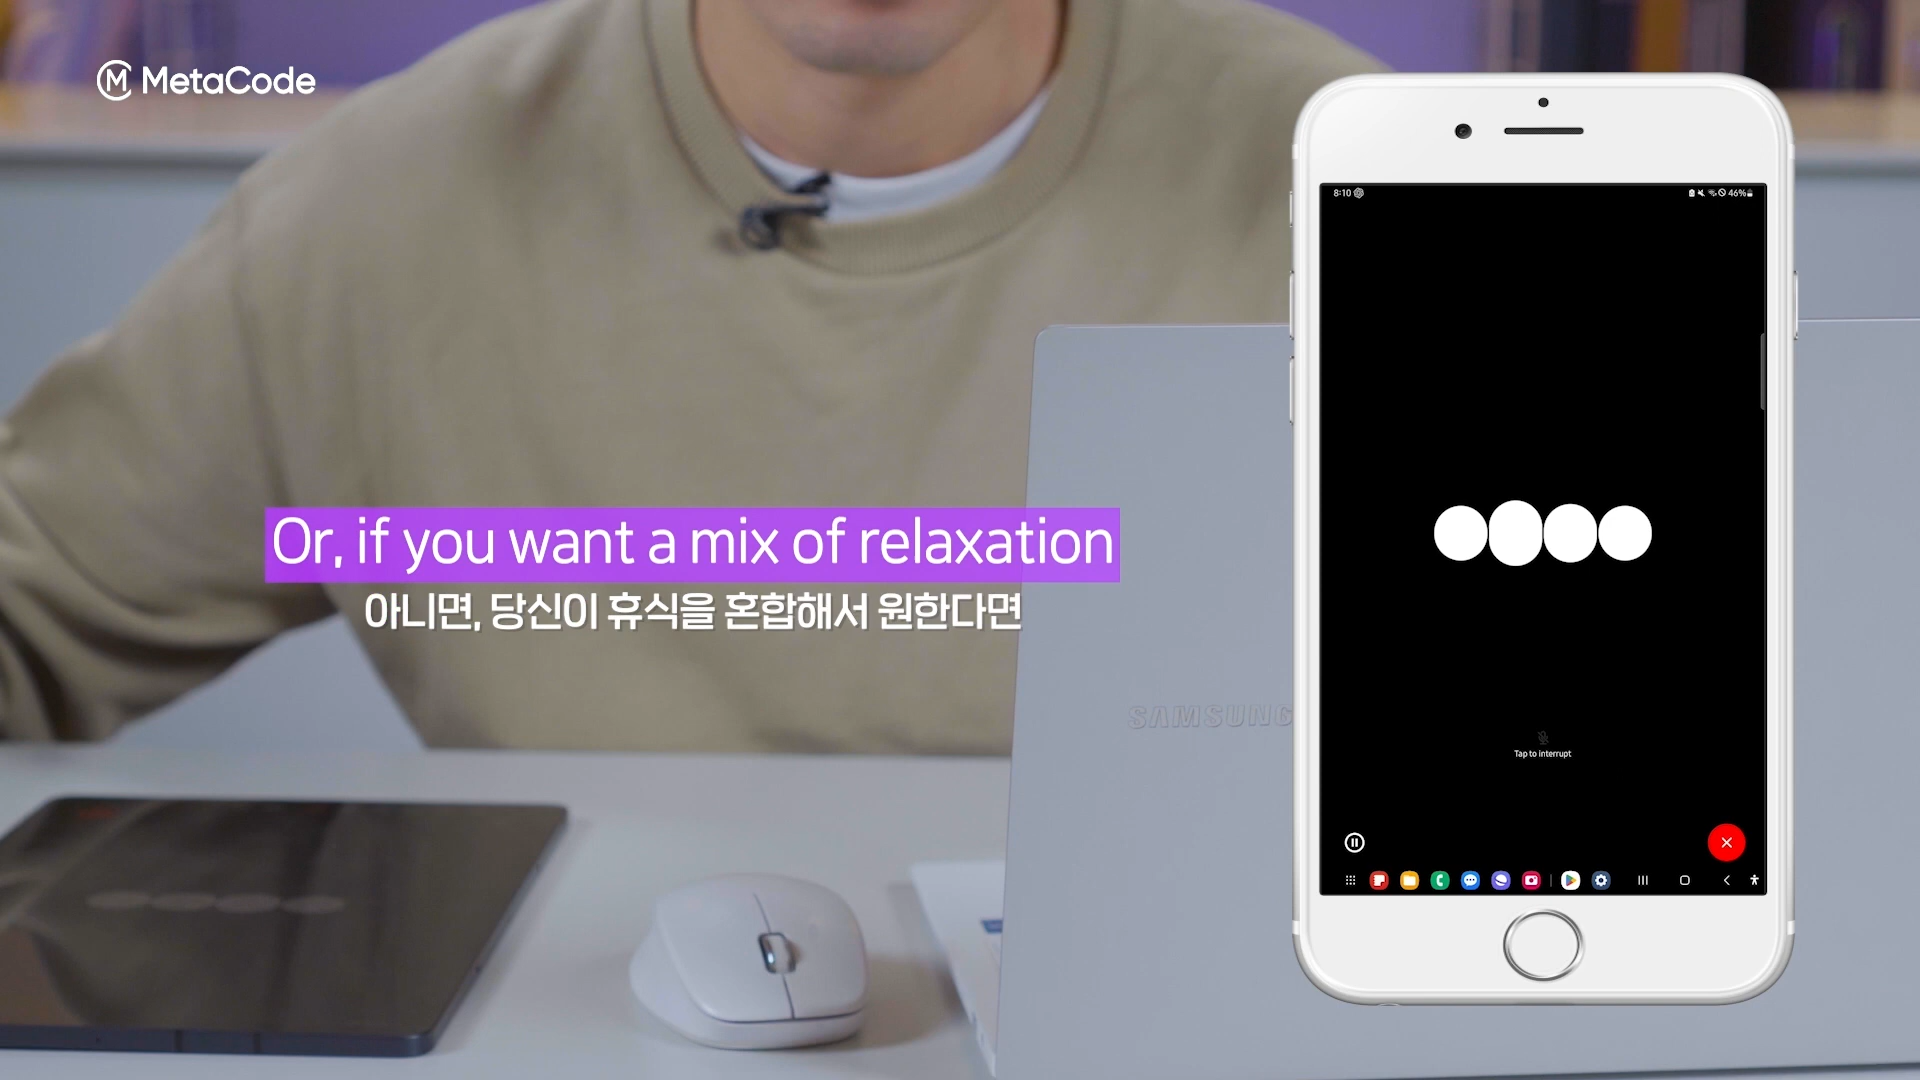 MetaCode
Or, if you want a mix of relaxation
아니면, 당신이 휴식을 혼합해서 원한다면
SAMSUNG
8:10
46%
Tap to interrupt